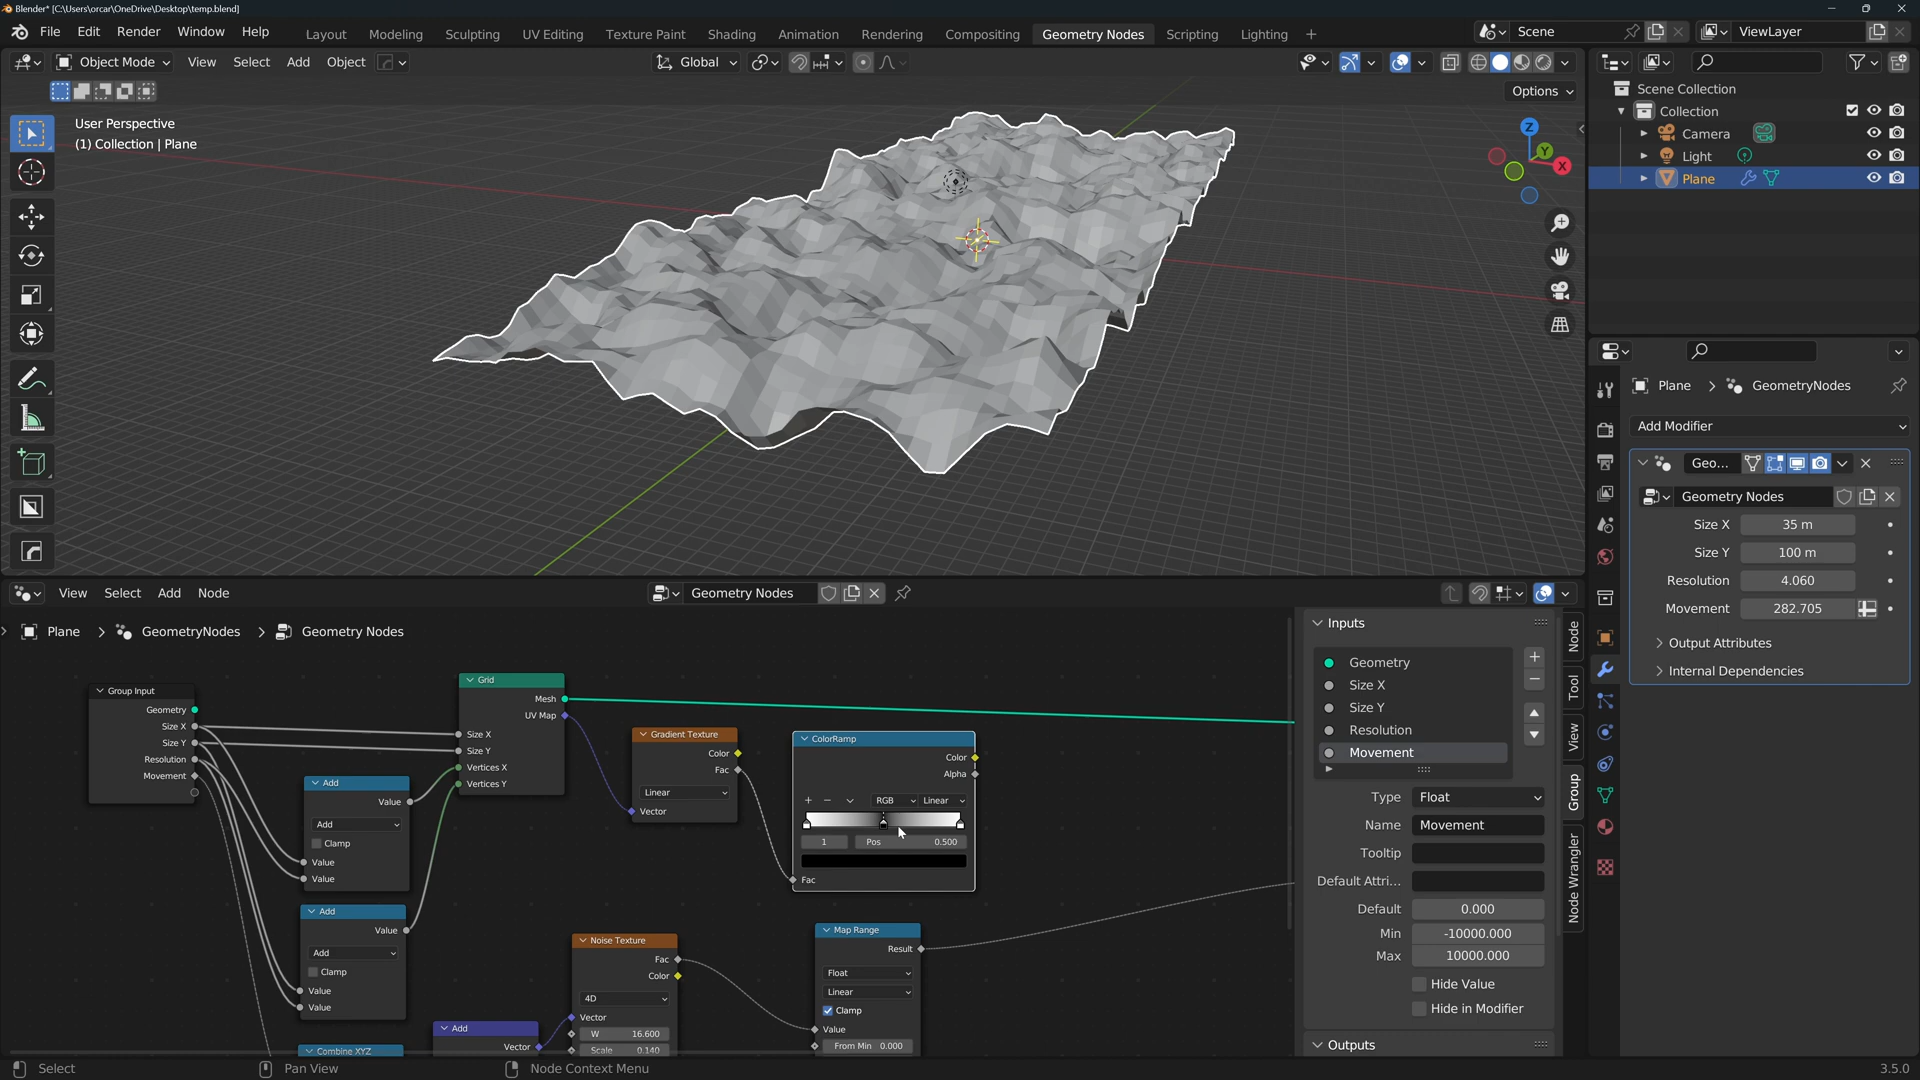 Blender* [C:\Users\orcar\OneDrive\Desktop\temp.blend]
File Edit Render Window Help
Layout Modeling Sculpting UV Editing Texture Paint Shading Animation Rendering Compositing Geometry Nodes Scripting Lighting +
Scene
ViewLayer
Object Mode View Select Add Object
Global
Options
User Perspective
(1) Collection | Plane
Z
Y
X
Scene Collection
Collection
Camera
Light
Plane
Plane > GeometryNodes
Add Modifier
Geo...
Geometry Nodes
Size X 35 m
Size Y 100 m
Resolution 4.060
Movement 282.705
Output Attributes
Internal Dependencies
View Select Add Node
Geometry Nodes
Plane > GeometryNodes > Geometry Nodes
Group Input
Geometry
Size X
Size Y
Resolution
Movement
Add
Value
Add
Clamp
Value
Value
Add
Value
Add
Clamp
Value
Value
Combine XYZ
Grid
Mesh
UV Map
Size X
Size Y
Vertices X
Vertices Y
Gradient Texture
Color
Fac
Linear
Vector
ColorRamp
Color
Alpha
+ − RGB Linear
1 Pos 0.500
Fac
Add
Vector
Noise Texture
Fac
Color
4D
Vector
W 16.600
Scale 0.140
Map Range
Result
Float
Linear
Clamp
Value
From Min 0.000
Inputs
Geometry
Size X
Size Y
Resolution
Movement
Type Float
Name Movement
Tooltip
Default Attri...
Default 0.000
Min -10000.000
Max 10000.000
Hide Value
Hide in Modifier
Outputs
Node
Tool
View
Group
Node Wrangler
Select
Pan View
Node Context Menu
3.5.0